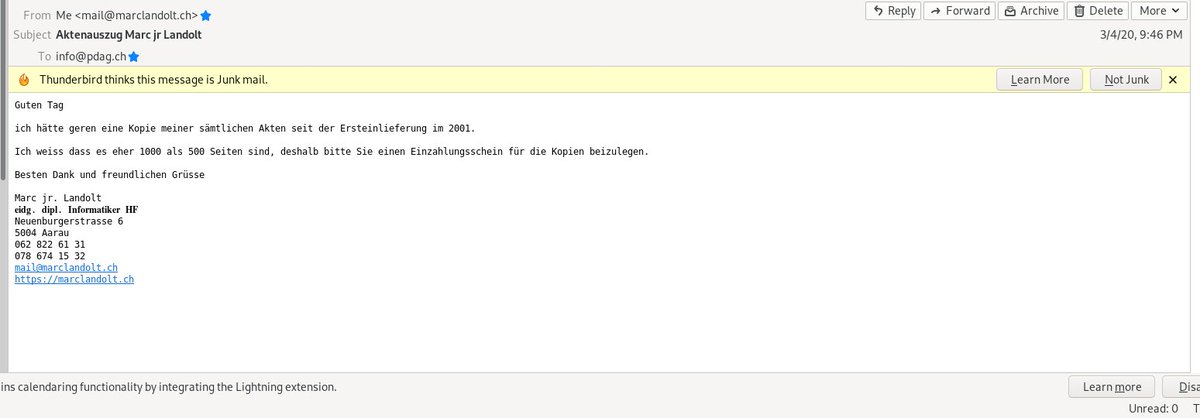 From Me <mail@marclandolt.ch>
Reply Forward Archive Delete More
Subject Aktenauszug Marc jr Landolt
3/4/20, 9:46 PM
To info@pdag.ch
Thunderbird thinks this message is Junk mail.
Learn More Not Junk ✕
Guten Tag
ich hätte geren eine Kopie meiner sämtlichen Akten seit der Ersteinlieferung im 2001.
Ich weiss dass es eher 1000 als 500 Seiten sind, deshalb bitte Sie einen Einzahlungsschein für die Kopien beizulegen.
Besten Dank und freundlichen Grüsse
Marc jr. Landolt
eidg. dipl. Informatiker HF
Neuenburgerstrasse 6
5004 Aarau
062 822 61 31
078 674 15 32
mail@marclandolt.ch
https://marclandolt.ch
ins calendaring functionality by integrating the Lightning extension.
Learn more Disa
Unread: 0 T